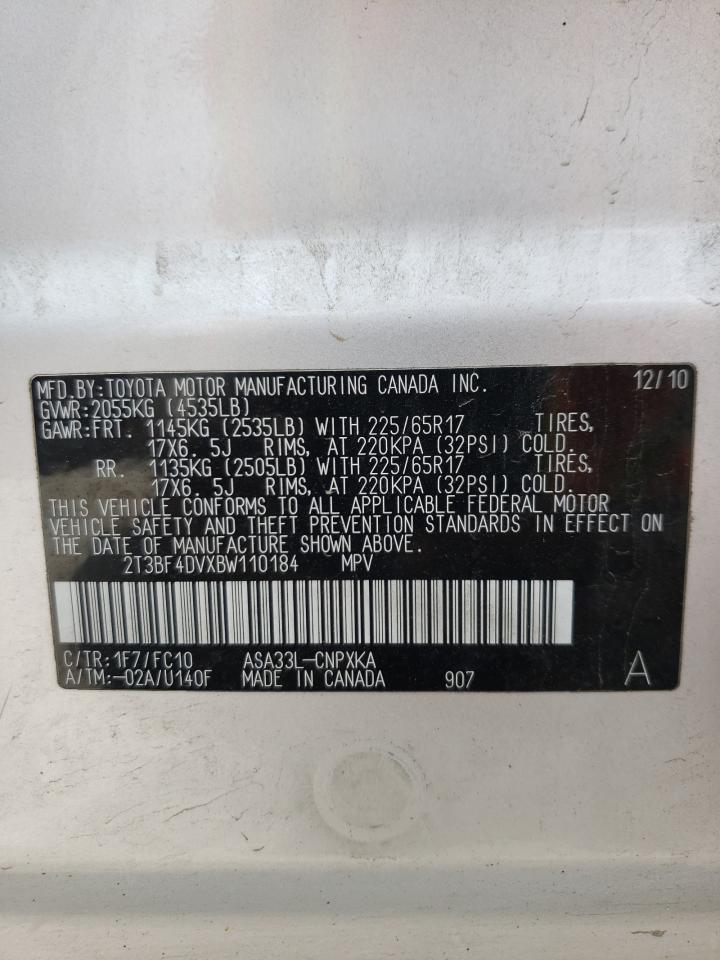 MFD. BY: TOYOTA MOTOR MANUFACTURING CANADA INC. 12/10
GVWR: 2055KG (4535LB)
GAWR: FRT. 1145KG (2535LB) WITH 225/65R17 TIRES,
17X6. 5J RIMS, AT 220KPA (32PSI) COLD.
RR. 1135KG (2505LB) WITH 225/65R17 TIRES,
17X6. 5J RIMS, AT 220KPA (32PSI) COLD.
THIS VEHICLE CONFORMS TO ALL APPLICABLE FEDERAL MOTOR
VEHICLE SAFETY AND THEFT PREVENTION STANDARDS IN EFFECT ON
THE DATE OF MANUFACTURE SHOWN ABOVE.
2T3BF4DVXBW110184 MPV
C/TR: 1F7/FC10 ASA33L-CNPXKA
A/TM: -02A/U140F MADE IN CANADA 907 A